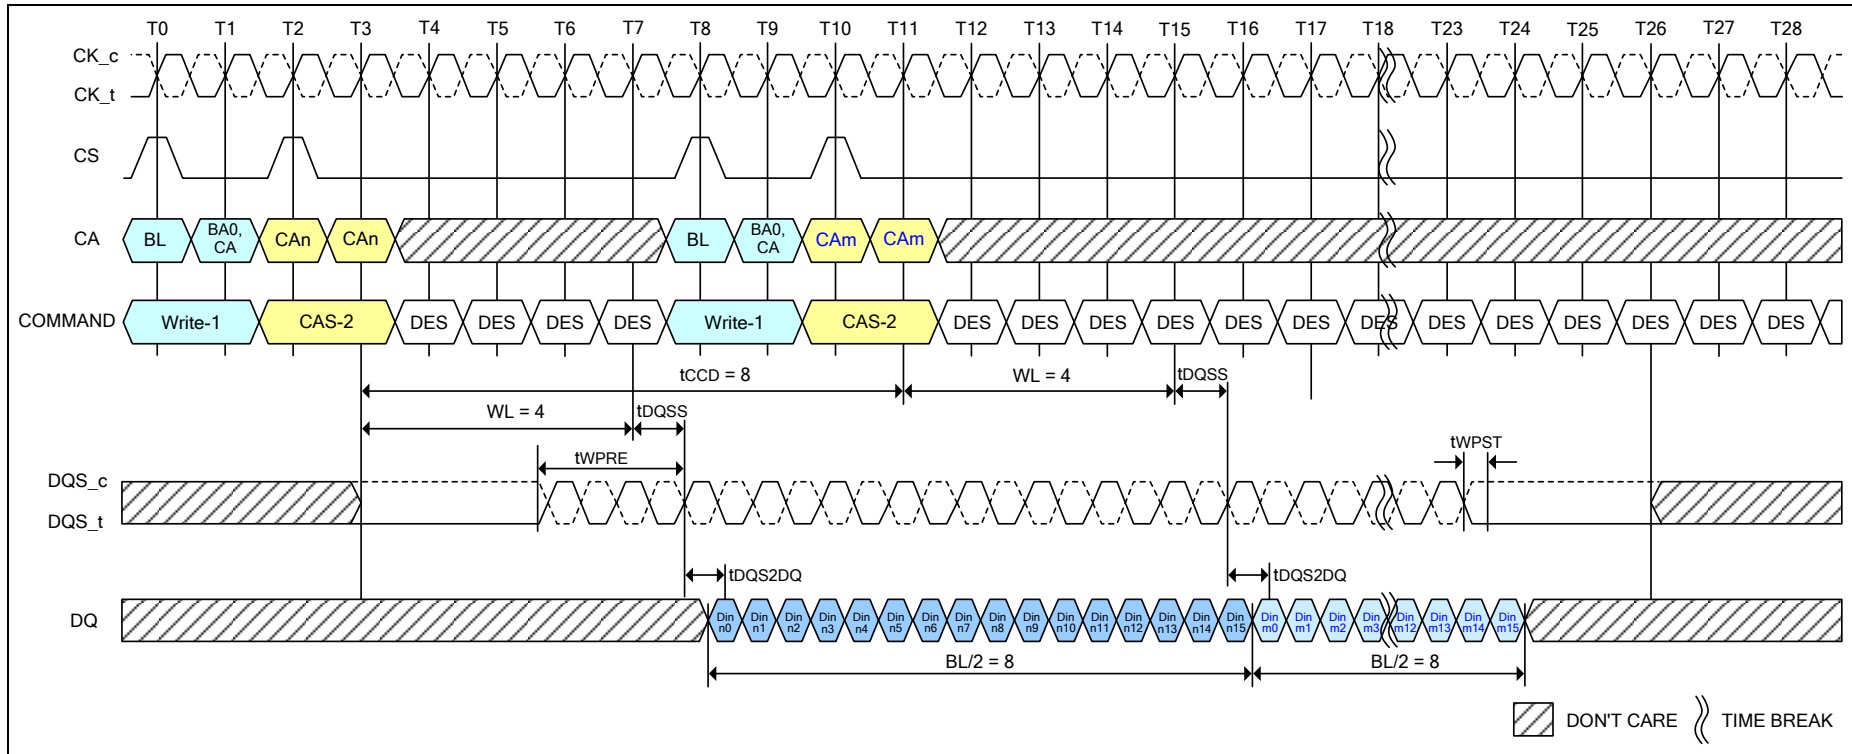 T0 T1 T2 T3 T4 T5 T6 T7 T8 T9 T10 T11 T12 T13 T14 T15 T16 T17 T18 T23 T24 T25 T26 T27 T28
CK_c
CK_t
CS
CA BL BA0, CA CAn CAn BL BA0, CA CAm CAm
COMMAND Write-1 CAS-2 DES DES DES DES Write-1 CAS-2 DES DES DES DES DES DES DES DES DES DES DES DES DES
tCCD = 8 WL = 4 tDQSS
WL = 4 tDQSS
tWPRE tWPST
DQS_c
DQS_t
tDQS2DQ tDQS2DQ
DQ Din n0 Din n1 Din n2 Din n3 Din n4 Din n5 Din n6 Din n7 Din n8 Din n9 Din n10 Din n11 Din n12 Din n13 Din n14 Din n15 Din m0 Din m1 Din m2 Din m3 Din m12 Din m13 Din m14 Din m15
BL/2 = 8 BL/2 = 8
DON'T CARE TIME BREAK